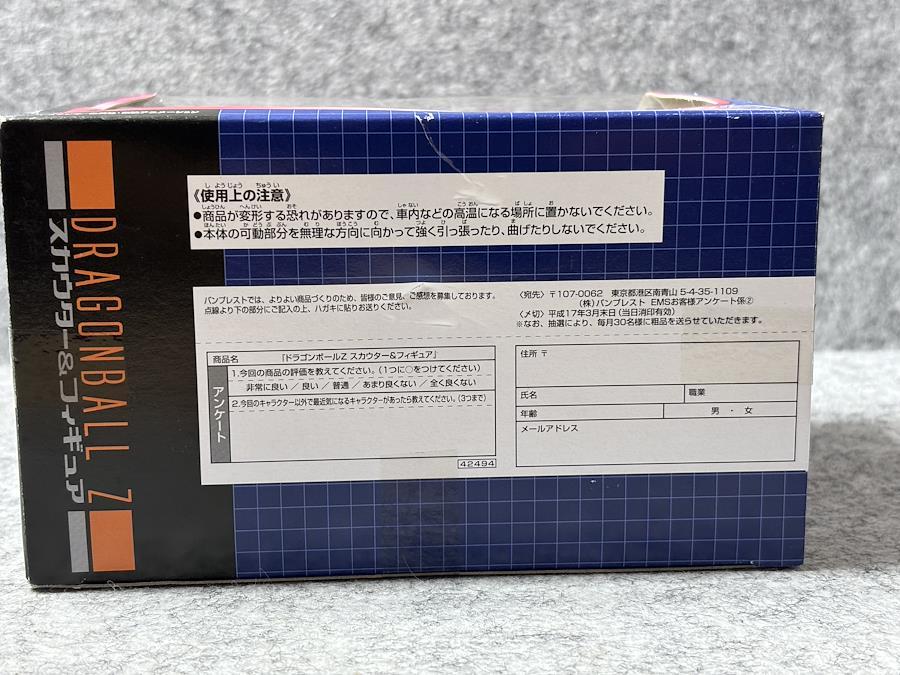 DRAGONBALL Z
スカウター&フィギュア
《使用上の注意》
●商品が変形する恐れがありますので、車内などの高温になる場所に置かないでください。
●本体の可動部分を無理な方向に向かって強く引っ張ったり、曲げたりしないでください。
バンプレストでは、よりよい商品づくりのため、皆様のご意見、ご感想を募集しております。
点線より下の部分にご記入の上、ハガキに貼りお送りください。
〈宛先〉〒107-0062 東京都港区南青山 5-4-35-1109
(株)バンプレスト EMSお客様アンケート係②
〈〆切〉平成17年3月末日(当日消印有効)
※なお、抽選により、毎月30名様に粗品を送らせていただきます。
商品名 「ドラゴンボールZ スカウター&フィギュア」
アンケート
1.今回の商品の評価を教えてください。(1つに○をつけてください)
非常に良い / 良い / 普通 / あまり良くない / 全く良くない
2.今回のキャラクター以外で最近気になるキャラクターがあったら教えてください。(3つまで)
42494
住所 〒
氏名
職業
年齢
男 ・ 女
メールアドレス